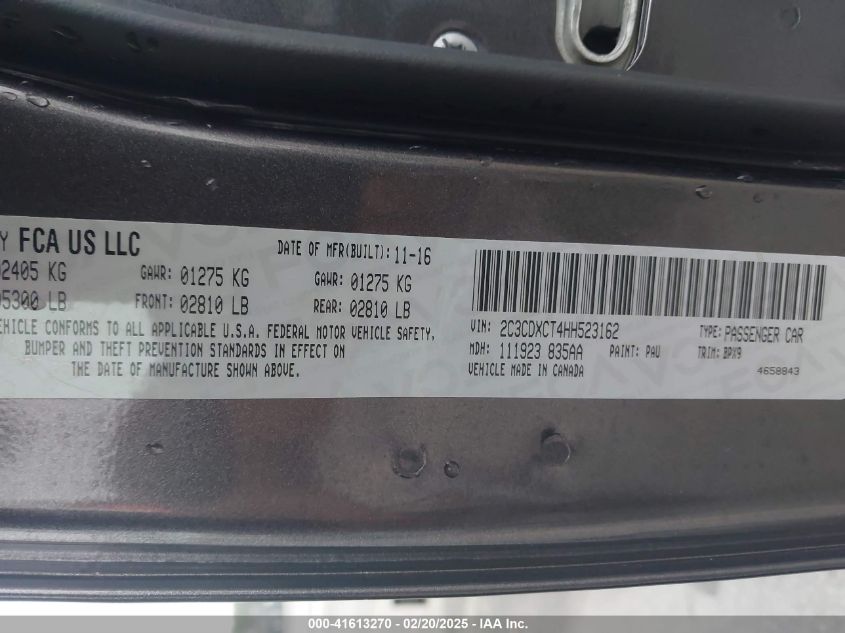 Y FCA US LLC
DATE OF MFR(BUILT): 11-16
02405 KG GAWR: 01275 KG GAWR: 01275 KG
05300 LB FRONT: 02810 LB REAR: 02810 LB
EHICLE CONFORMS TO ALL APPLICABLE U.S.A. FEDERAL MOTOR VEHICLE SAFETY,
BUMPER AND THEFT PREVENTION STANDARDS IN EFFECT ON
THE DATE OF MANUFACTURE SHOWN ABOVE.
VIN: 2C3CDXCT4HH523162 TYPE: PASSENGER CAR
MDH: 111923 835AA PAINT: PAU TRIM: BPX9
VEHICLE MADE IN CANADA 4658843
000-41613270 - 02/20/2025 - IAA Inc.